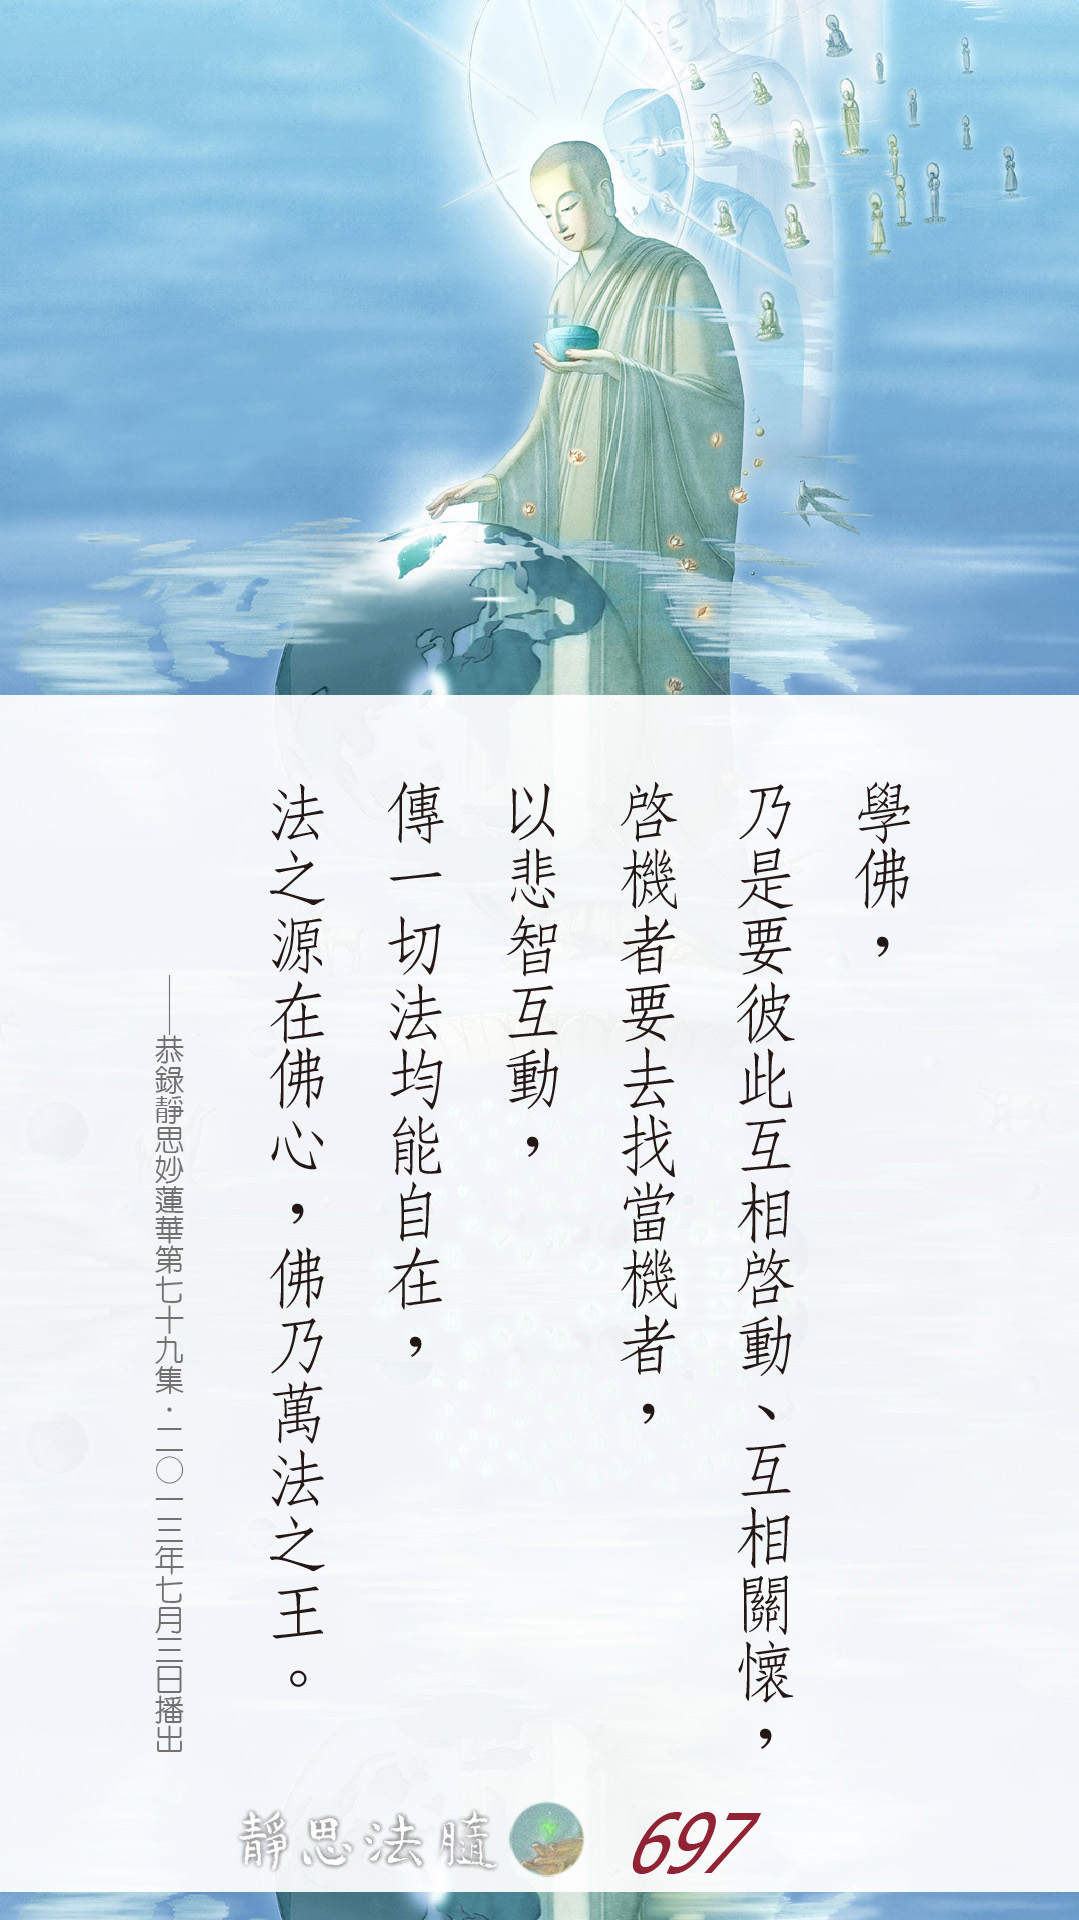 學佛，
乃是要彼此互相啓動、互相關懷，
啓機者要去找當機者，
以悲智互動，
傳一切法均能自在，
法之源在佛心，佛乃萬法之王。
——恭錄靜思妙蓮華第七十九集．二〇一三年七月三日播出
靜思法髓
697